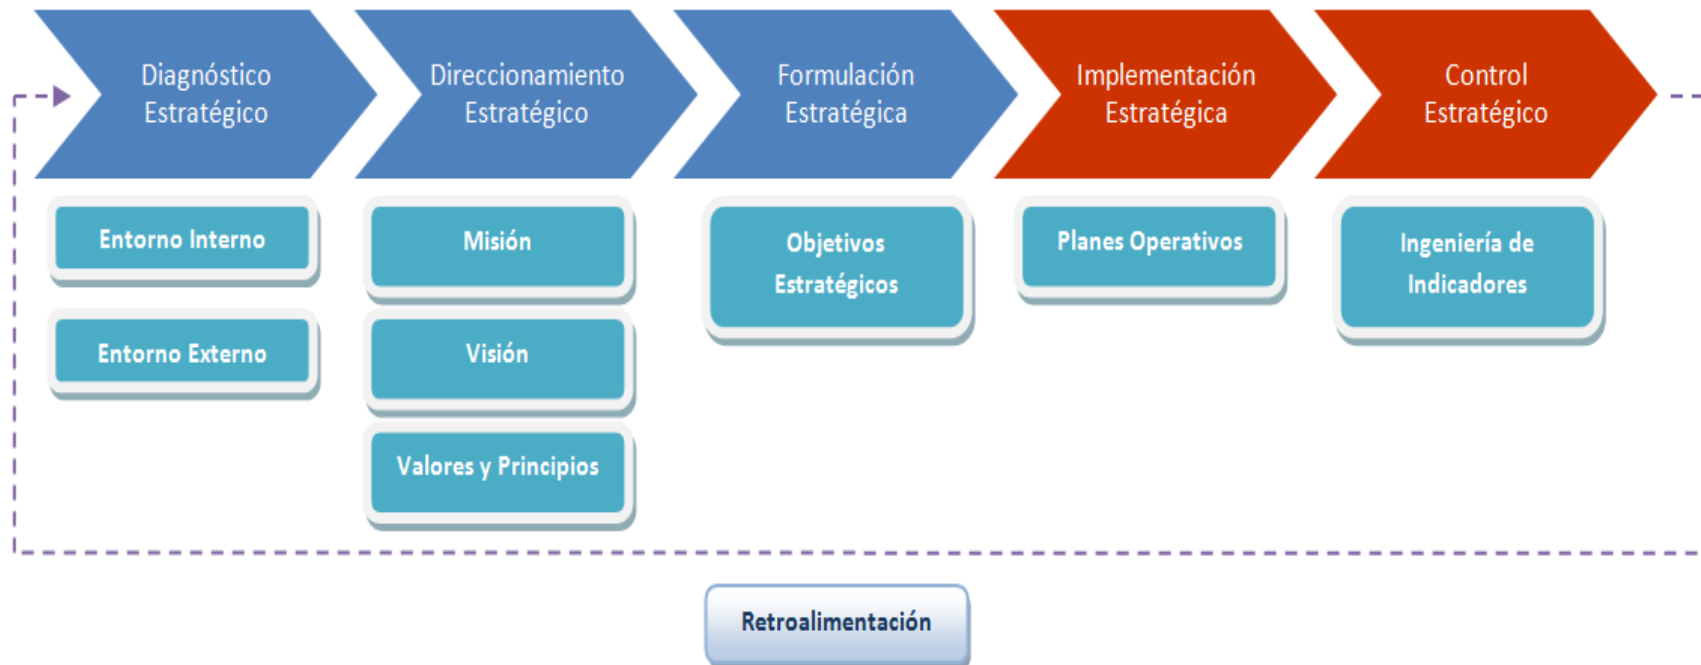 Diagnóstico
Estratégico
Direccionamiento
Estratégico
Formulación
Estratégica
Implementación
Estratégica
Control
Estratégico
Entorno Interno
Entorno Externo
Misión
Visión
Valores y Principios
Objetivos
Estratégicos
Planes Operativos
Ingeniería de
Indicadores
Retroalimentación